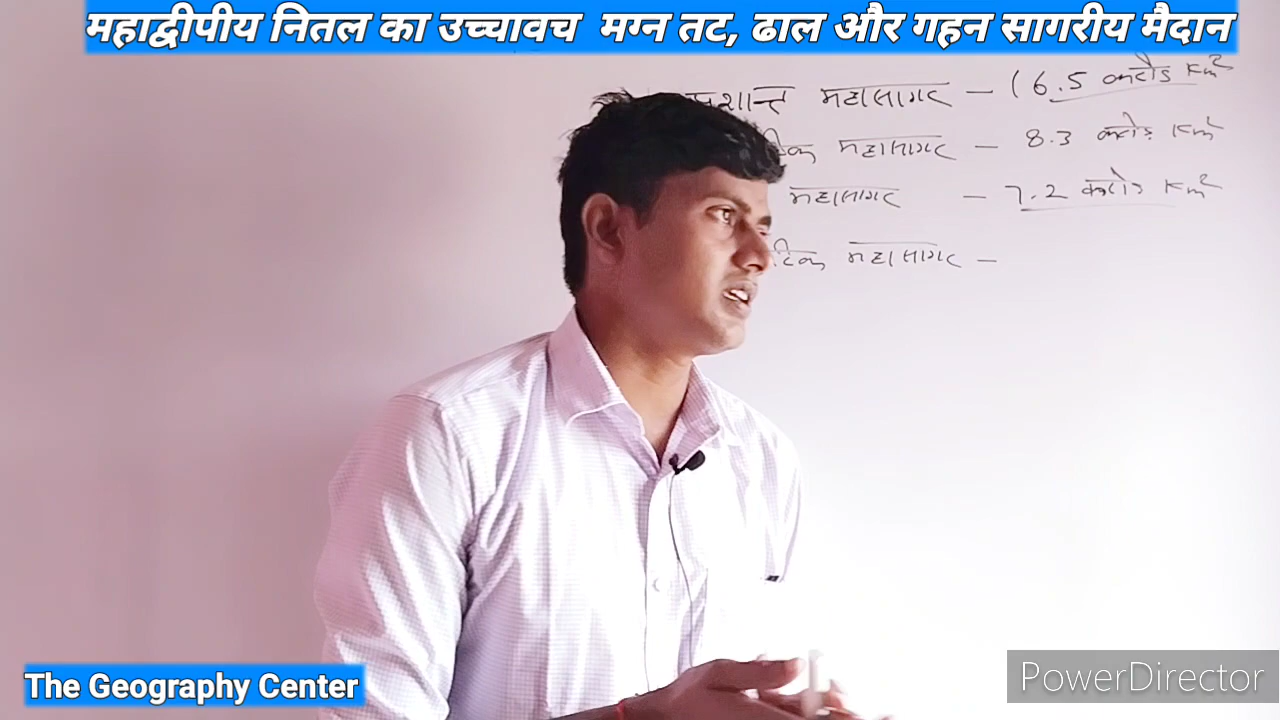 महाद्वीपीय नितल का उच्चावच मग्न तट, ढाल और गहन सागरीय मैदान
महासागर – 16.5 करोड़ Km²
महासागर – 8.3 करोड़ Km²
महासागर – 7.2 करोड़ Km²
महासागर –
The Geography Center
PowerDirector